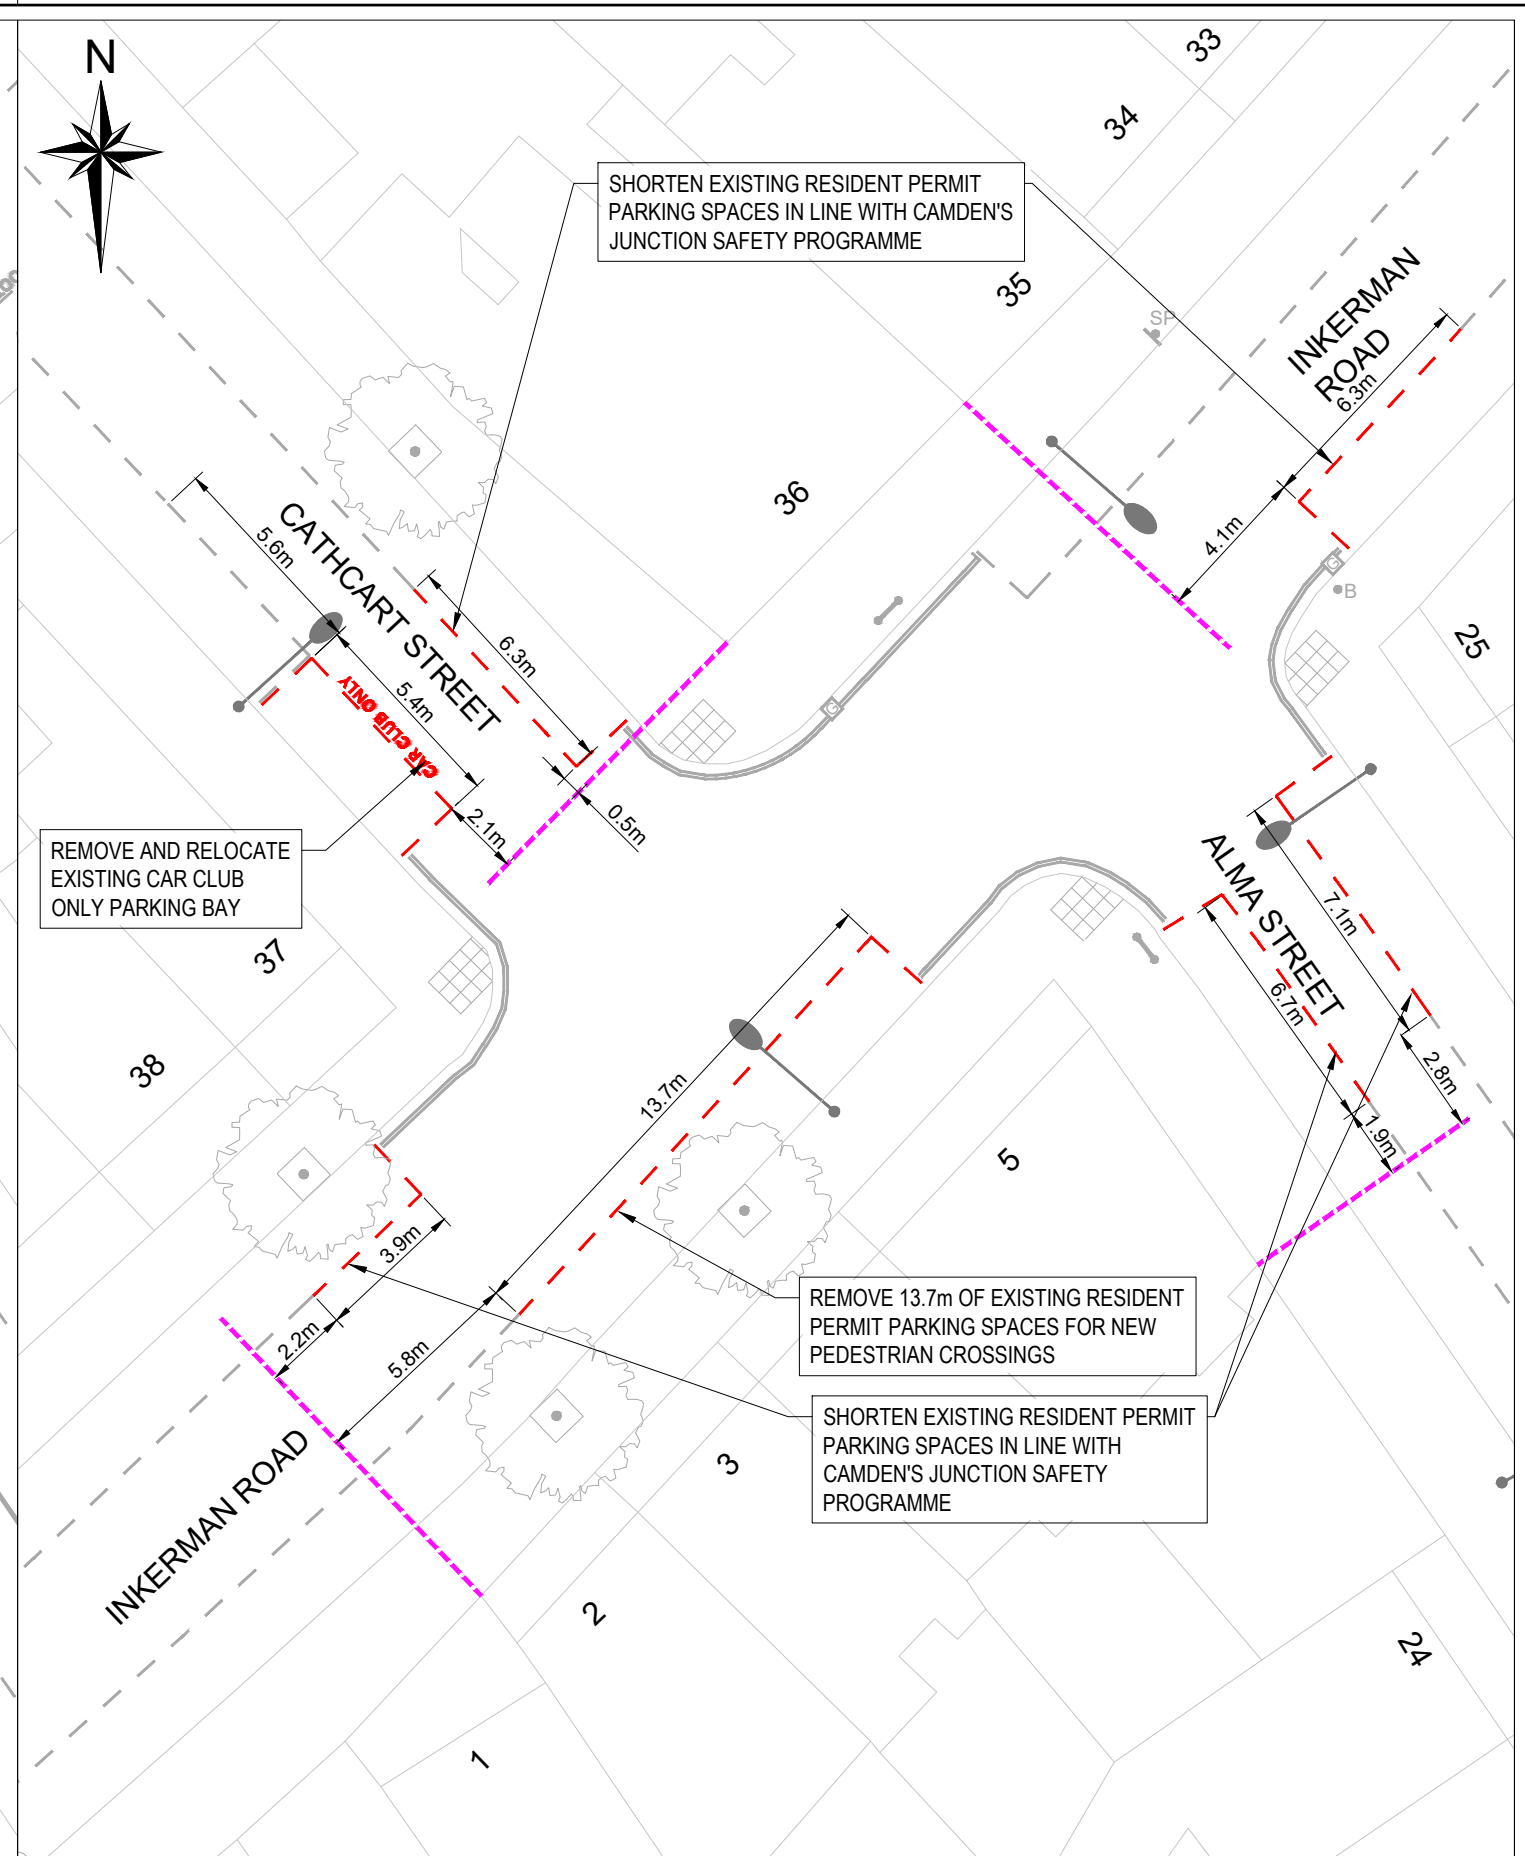 N
33
34
SHORTEN EXISTING RESIDENT PERMIT
PARKING SPACES IN LINE WITH CAMDEN'S
JUNCTION SAFETY PROGRAMME
35
SP
INKERMAN
ROAD
6.3m
36
4.1m
CATHCART STREET
5.6m
6.3m
5.4m
CAR CLUB ONLY
2.1m
0.5m
G
G
B
25
REMOVE AND RELOCATE
EXISTING CAR CLUB
ONLY PARKING BAY
37
38
ALMA STREET
7.1m
6.7m
2.8m
1.9m
13.7m
5
3.9m
2.2m
5.8m
REMOVE 13.7m OF EXISTING RESIDENT
PERMIT PARKING SPACES FOR NEW
PEDESTRIAN CROSSINGS
SHORTEN EXISTING RESIDENT PERMIT
PARKING SPACES IN LINE WITH
CAMDEN'S JUNCTION SAFETY
PROGRAMME
INKERMAN ROAD
3
2
1
24